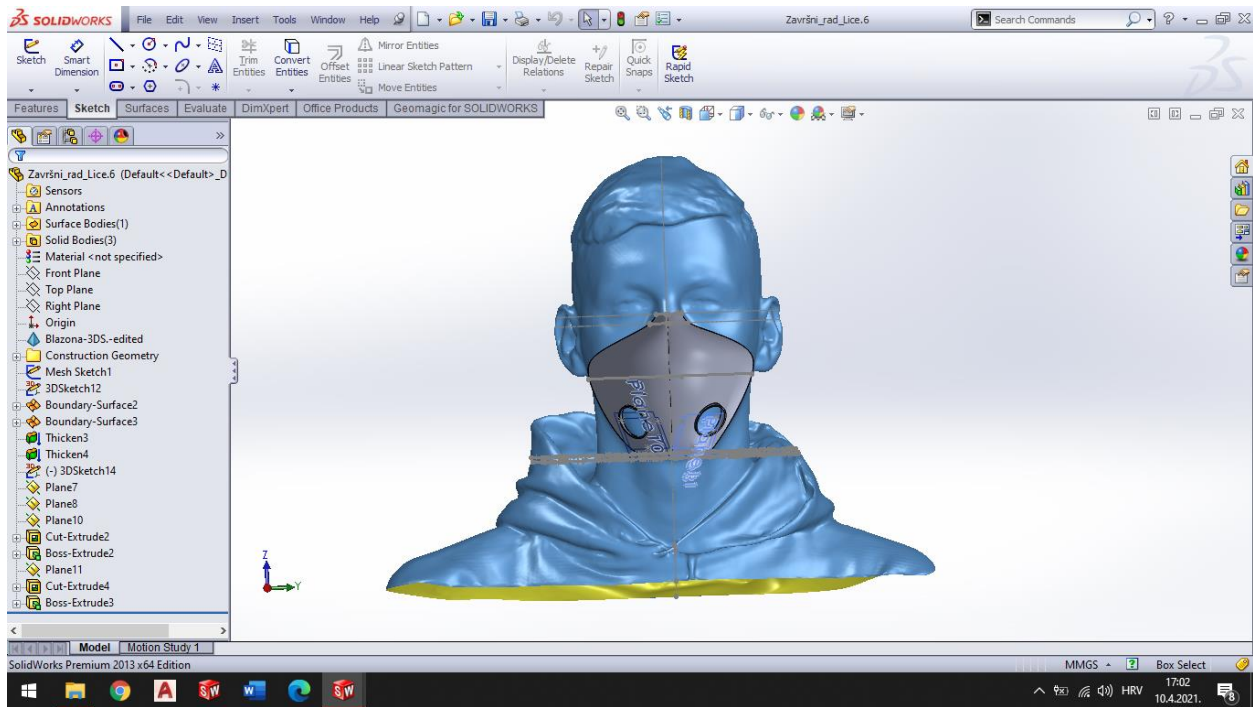 SOLIDWORKS File Edit View Insert Tools Window Help Završni_rad_Lice.6 Search Commands
Sketch Smart Dimension Trim Entities Convert Entities Offset Entities Mirror Entities Linear Sketch Pattern Move Entities Display/Delete Relations Repair Sketch Quick Snaps Rapid Sketch
Features Sketch Surfaces Evaluate DimXpert Office Products Geomagic for SOLIDWORKS
Završni_rad_Lice.6 (Default<<Default>_D
Sensors
Annotations
Surface Bodies(1)
Solid Bodies(3)
Material <not specified>
Front Plane
Top Plane
Right Plane
Origin
Blazona-3DS.-edited
Construction Geometry
Mesh Sketch1
3DSketch12
Boundary-Surface2
Boundary-Surface3
Thicken3
Thicken4
(-) 3DSketch14
Plane7
Plane8
Plane10
Cut-Extrude2
Boss-Extrude2
Plane11
Cut-Extrude4
Boss-Extrude3
Model Motion Study 1
SolidWorks Premium 2013 x64 Edition MMGS Box Select
HRV 17:02
10.4.2021. 8